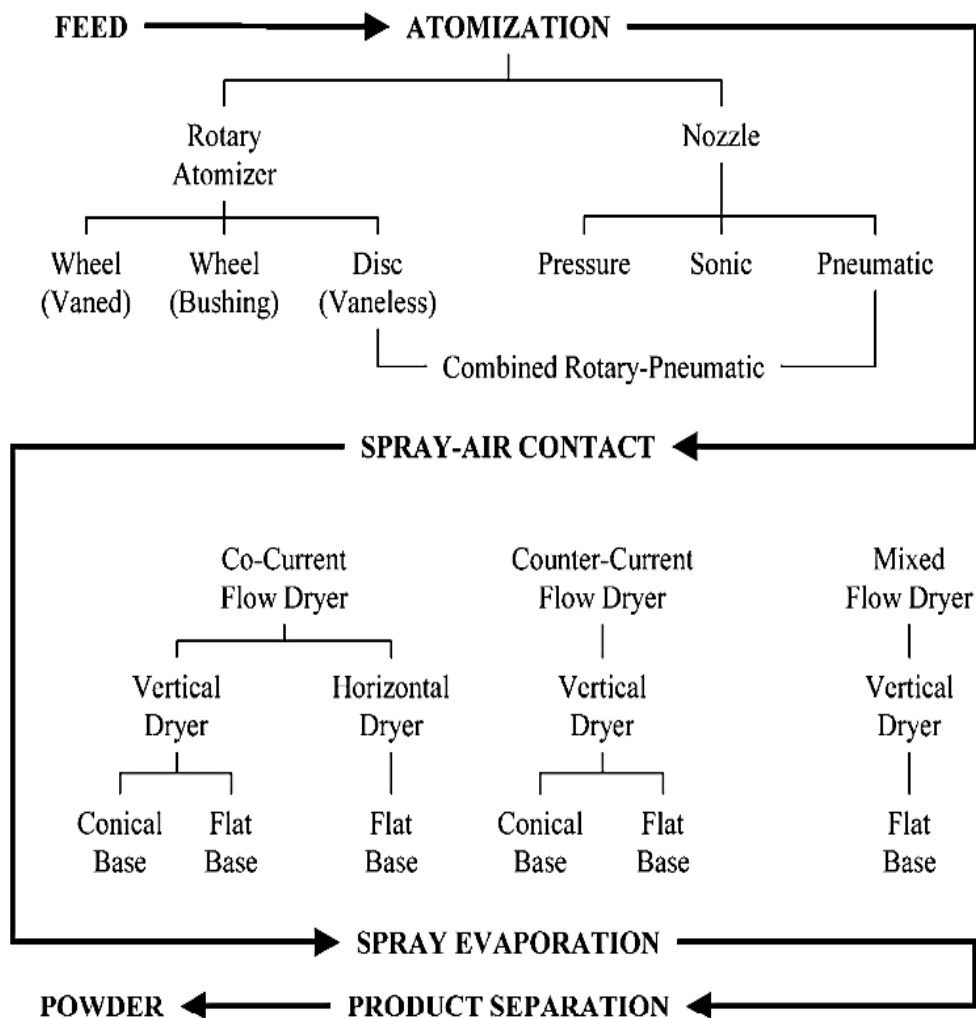 FEED ATOMIZATION
Rotary
Atomizer
Nozzle
Wheel
(Vaned)
Wheel
(Bushing)
Disc
(Vaneless)
Pressure
Sonic
Pneumatic
Combined Rotary-Pneumatic
SPRAY-AIR CONTACT
Co-Current
Flow Dryer
Counter-Current
Flow Dryer
Mixed
Flow Dryer
Vertical
Dryer
Horizontal
Dryer
Vertical
Dryer
Vertical
Dryer
Conical
Base
Flat
Base
Flat
Base
Conical
Base
Flat
Base
Flat
Base
SPRAY EVAPORATION
POWDER PRODUCT SEPARATION